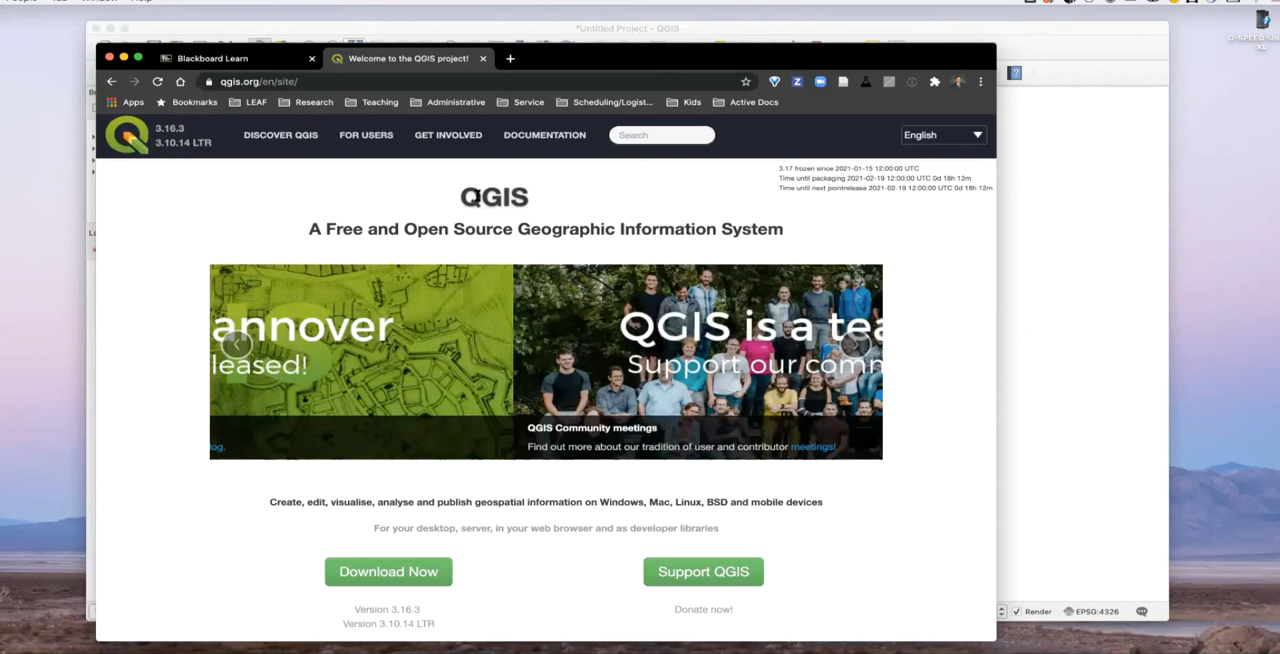 Help
*Untitled Project - QGIS
Blackboard Learn
Welcome to the QGIS project!
qgis.org/en/site/
Apps
Bookmarks
LEAF
Research
Teaching
Administrative
Service
Scheduling/Logist...
Kids
Active Docs
3.16.3
3.10.14 LTR
DISCOVER QGIS
FOR USERS
GET INVOLVED
DOCUMENTATION
Search
English
3.17 frozen since 2021-01-15 12:00:00 UTC
Time until packaging 2021-02-19 12:00:00 UTC 0d 18h 12m
Time until next pointrelease 2021-02-19 12:00:00 UTC 0d 18h 12m
QGIS
A Free and Open Source Geographic Information System
annover
leased!
QGIS is a tea
Support our comm
QGIS Community meetings
log.
Find out more about our tradition of user and contributor meetings!
Create, edit, visualise, analyse and publish geospatial information on Windows, Mac, Linux, BSD and mobile devices
For your desktop, server, in your web browser and as developer libraries
Download Now
Support QGIS
Version 3.16.3
Donate now!
Version 3.10.14 LTR
Render
EPSG:4326